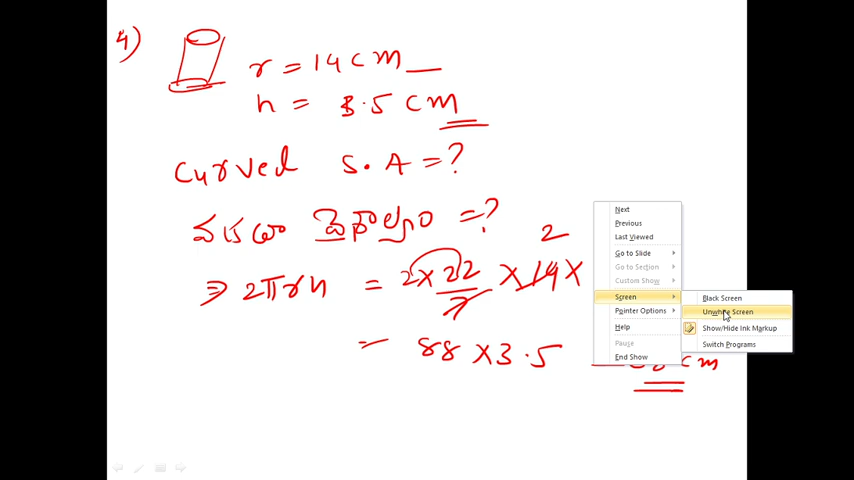 4)
r = 14 cm
h = 3.5 cm
curved S.A = ?
= ?
2
⇒ 2πrh = 2 × 22/7 × 14 ×
= 88 × 3.5
cm
Next
Previous
Last Viewed
Go to Slide
Go to Section
Custom Show
Screen
Pointer Options
Help
Pause
End Show
Black Screen
Unwhite Screen
Show/Hide Ink Markup
Switch Programs